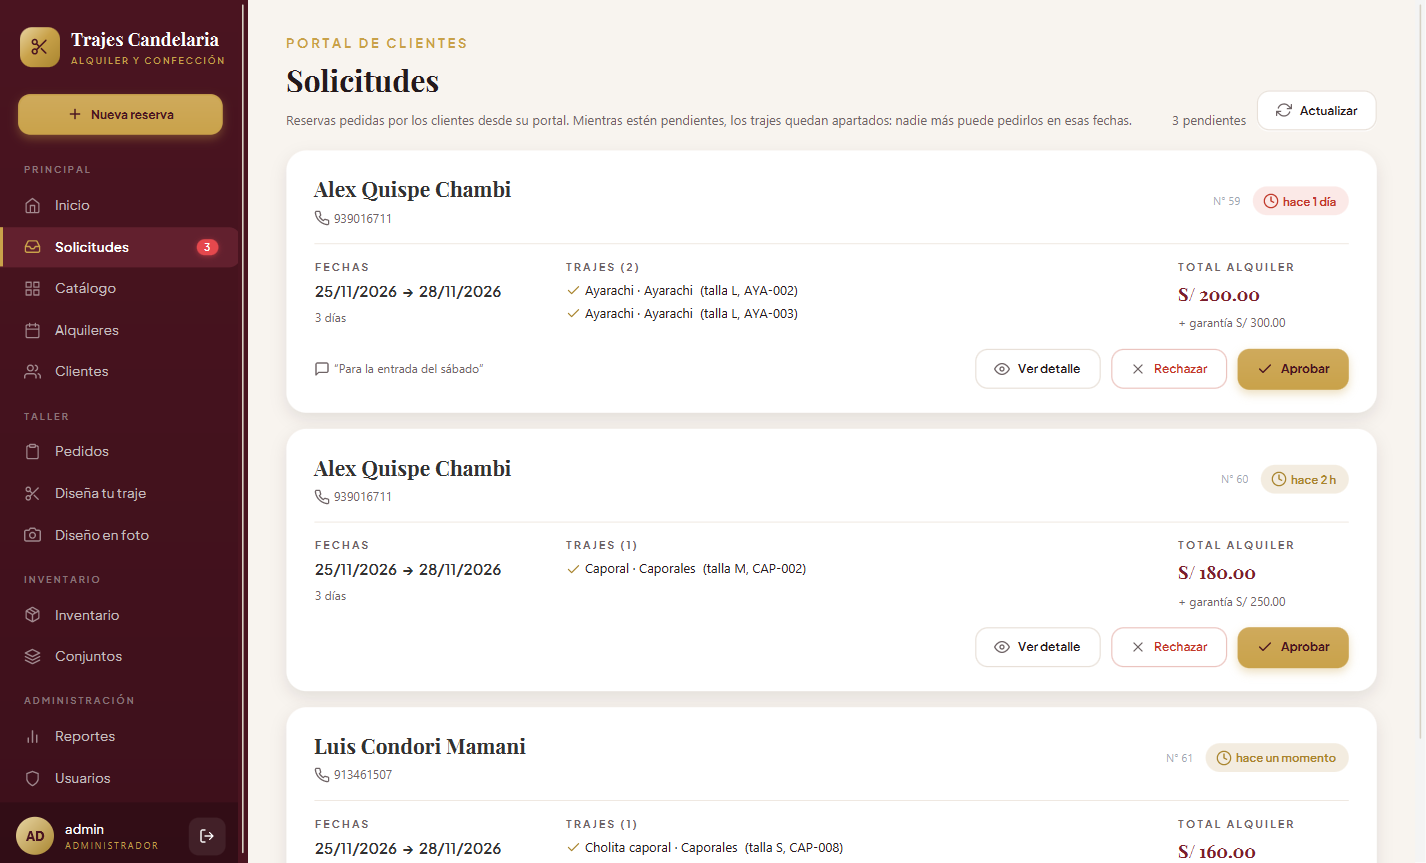 Trajes Candelaria
ALQUILER Y CONFECCIÓN
Nueva reserva
PRINCIPAL
Inicio
Solicitudes
3
Catálogo
Alquileres
Clientes
TALLER
Pedidos
Diseña tu traje
Diseño en foto
INVENTARIO
Inventario
Conjuntos
ADMINISTRACIÓN
Reportes
Usuarios
AD
admin
ADMINISTRADOR
PORTAL DE CLIENTES
Solicitudes
Reservas pedidas por los clientes desde su portal. Mientras estén pendientes, los trajes quedan apartados: nadie más puede pedirlos en esas fechas.
3 pendientes
Actualizar
Alex Quispe Chambi
939016711
N° 59
hace 1 día
FECHAS
25/11/2026 → 28/11/2026
3 días
TRAJES (2)
Ayarachi · Ayarachi (talla L, AYA-002)
Ayarachi · Ayarachi (talla L, AYA-003)
TOTAL ALQUILER
S/ 200.00
+ garantía S/ 300.00
“Para la entrada del sábado”
Ver detalle
Rechazar
Aprobar
Alex Quispe Chambi
939016711
N° 60
hace 2 h
FECHAS
25/11/2026 → 28/11/2026
3 días
TRAJES (1)
Caporal · Caporales (talla M, CAP-002)
TOTAL ALQUILER
S/ 180.00
+ garantía S/ 250.00
Ver detalle
Rechazar
Aprobar
Luis Condori Mamani
913461507
N° 61
hace un momento
FECHAS
25/11/2026 → 28/11/2026
TRAJES (1)
Cholita caporal · Caporales (talla S, CAP-008)
TOTAL ALQUILER
S/ 160.00